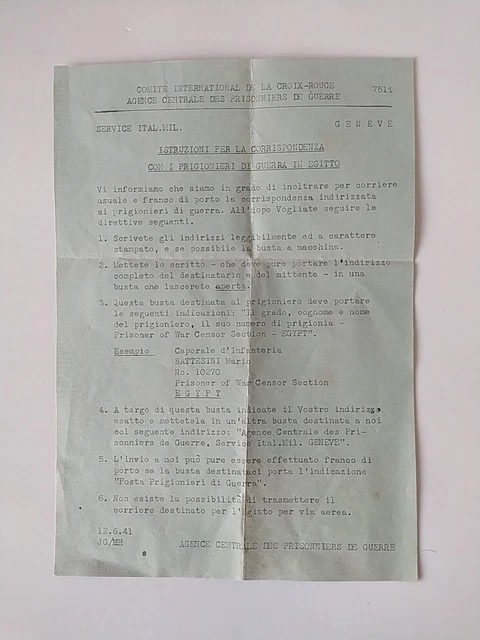 COMITE INTERNATIONAL DE LA CROIX-ROUGE
AGENCE CENTRALE DES PRISONNIERS DE GUERRE
751i
SERVICE ITAL.MIL.
G E N E V E
ISTRUZIONI PER LA CORRISPONDENZA
CON I PRIGIONIERI DI GUERRA IN EGITTO
Vi informiamo che siamo in grado di inoltrare per corriere
usuale e franco di porto la corrispondenza indirizzata
ai prigionieri di guerra. All'uopo Vogliate seguire le
direttive seguenti.
1. Scrivete gli indirizzi leggibilmente ed a carattere
stampato, e se possibile la busta a macchina.
2. Mettete lo scritto - che deve pure portare l'indirizzo
completo del destinatario e del mittente - in una
busta che lascerete aperta.
3. Questa busta destinata al prigioniero deve portare
le seguenti indicazioni: "Il grado, cognome e nome
del prigioniero, il suo numero di prigionia -
Prisoner of War Censor Section - EGYPT".
Esempio Caporale d'Infanteria
BATTESINI Mario
No. 10270
Prisoner of War Censor Section
E G Y P T
4. A tergo di questa busta indicate il Vostro indirizzo
esatto e mettetela in un'altra busta destinata a noi
col seguente indirizzo: "Agence Centrale des Pri-
sonniers de Guerre, Service Ital.Mil. GENEVE".
5. L'invio a noi può pure essere effettuato franco di
porto se la busta destinataci porta l'indicazione
"Posta Prigionieri di Guerra".
6. Non esiste la possibilità di trasmettere il
corriere destinato per l'Egitto per via aerea.
12.6.41
JG/MH
AGENCE CENTRALE DES PRISONNIERS DE GUERRE